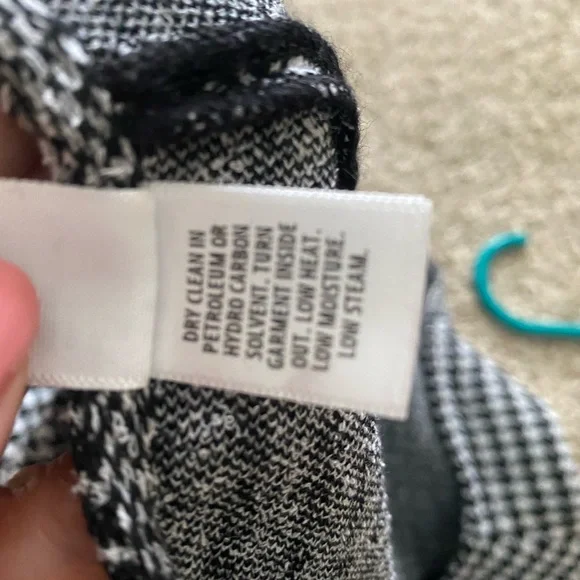 DRY CLEAN IN
PETROLEUM OR
HYDRO CARBON
SOLVENT. TURN
GARMENT INSIDE
OUT. LOW HEAT.
LOW MOISTURE.
LOW STEAM.